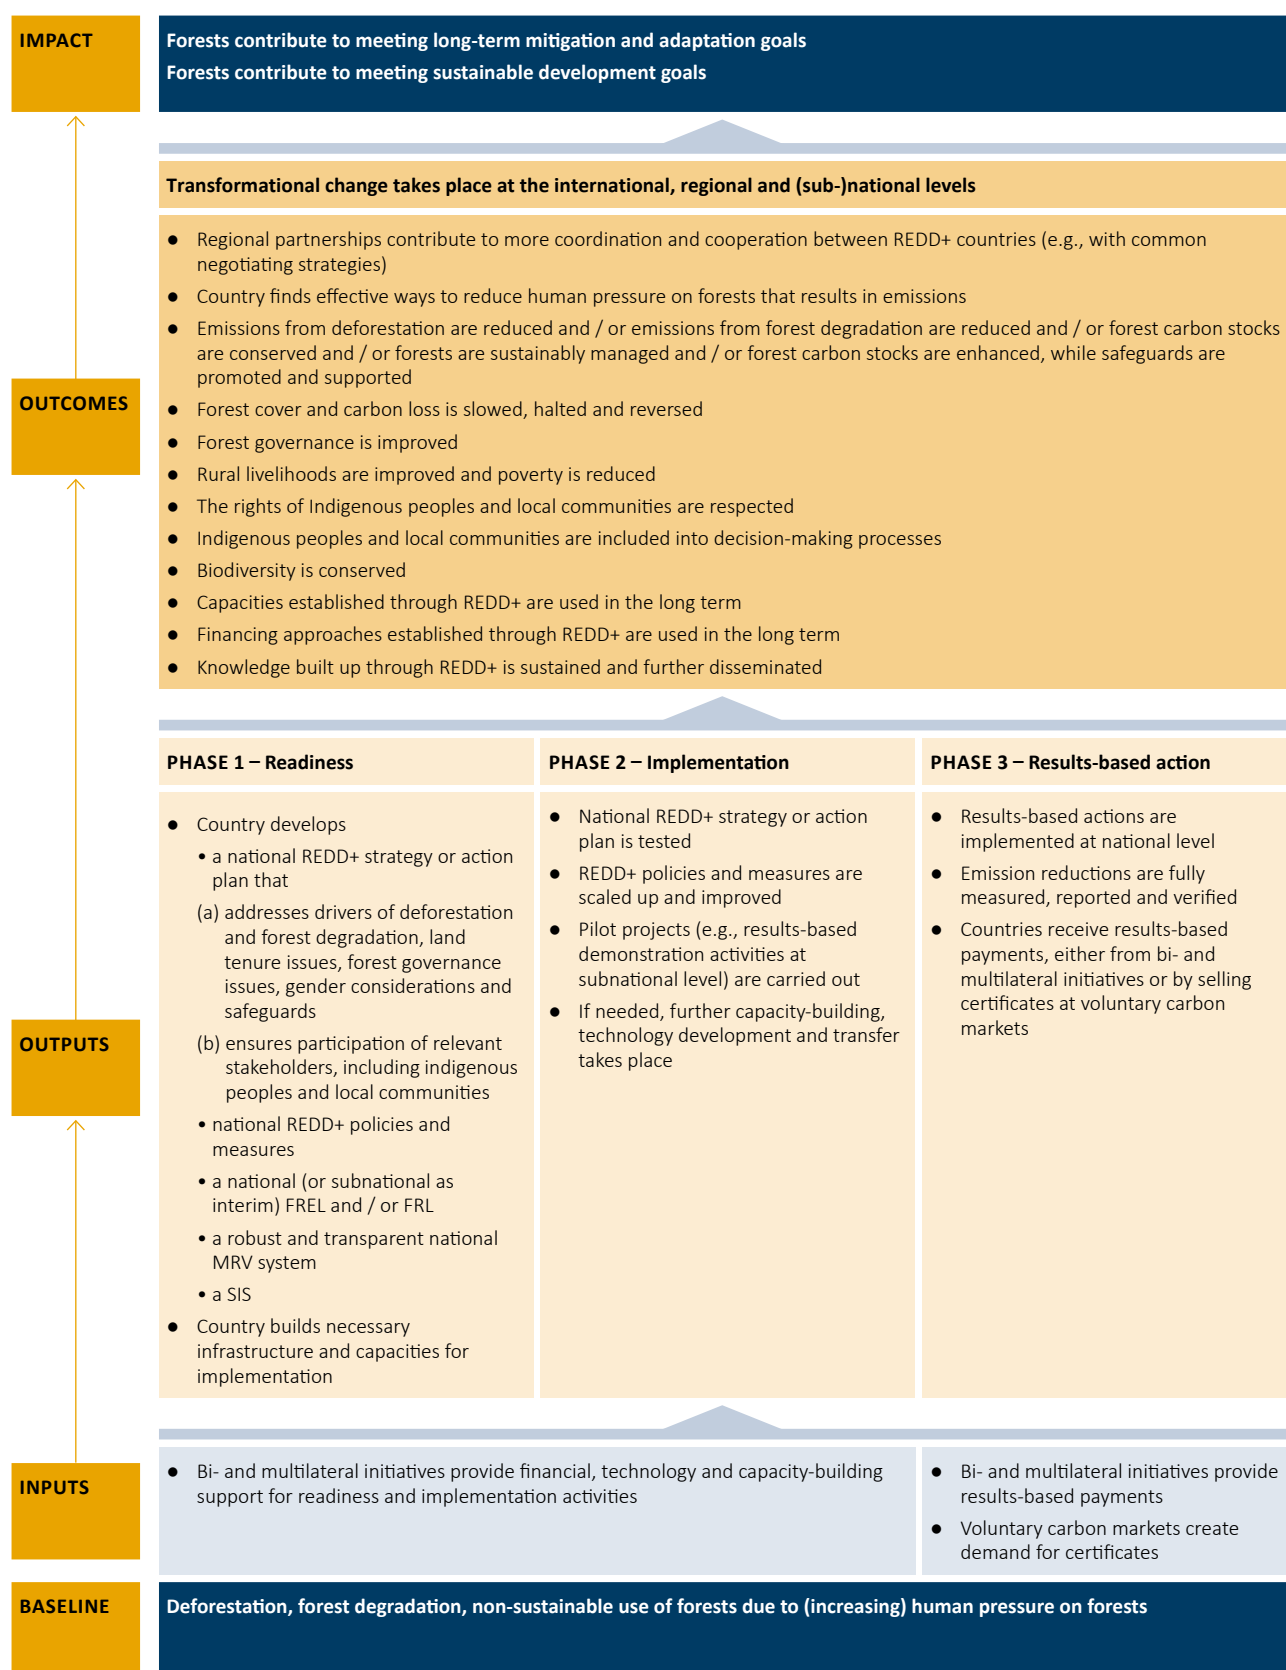 IMPACT
Forests contribute to meeting long-term mitigation and adaptation goals
Forests contribute to meeting sustainable development goals
Transformational change takes place at the international, regional and (sub-)national levels
OUTCOMES
● Regional partnerships contribute to more coordination and cooperation between REDD+ countries (e.g., with common
negotiating strategies)
● Country finds effective ways to reduce human pressure on forests that results in emissions
● Emissions from deforestation are reduced and / or emissions from forest degradation are reduced and / or forest carbon stocks
are conserved and / or forests are sustainably managed and / or forest carbon stocks are enhanced, while safeguards are
promoted and supported
● Forest cover and carbon loss is slowed, halted and reversed
● Forest governance is improved
● Rural livelihoods are improved and poverty is reduced
● The rights of Indigenous peoples and local communities are respected
● Indigenous peoples and local communities are included into decision-making processes
● Biodiversity is conserved
● Capacities established through REDD+ are used in the long term
● Financing approaches established through REDD+ are used in the long term
● Knowledge built up through REDD+ is sustained and further disseminated
OUTPUTS
PHASE 1 – Readiness
● Country develops
• a national REDD+ strategy or action
plan that
(a) addresses drivers of deforestation
and forest degradation, land
tenure issues, forest governance
issues, gender considerations and
safeguards
(b) ensures participation of relevant
stakeholders, including indigenous
peoples and local communities
• national REDD+ policies and
measures
• a national (or subnational as
interim) FREL and / or FRL
• a robust and transparent national
MRV system
• a SIS
● Country builds necessary
infrastructure and capacities for
implementation
PHASE 2 – Implementation
● National REDD+ strategy or action
plan is tested
● REDD+ policies and measures are
scaled up and improved
● Pilot projects (e.g., results-based
demonstration activities at
subnational level) are carried out
● If needed, further capacity-building,
technology development and transfer
takes place
PHASE 3 – Results-based action
● Results-based actions are
implemented at national level
● Emission reductions are fully
measured, reported and verified
● Countries receive results-based
payments, either from bi- and
multilateral initiatives or by selling
certificates at voluntary carbon
markets
INPUTS
● Bi- and multilateral initiatives provide financial, technology and capacity-building
support for readiness and implementation activities
● Bi- and multilateral initiatives provide
results-based payments
● Voluntary carbon markets create
demand for certificates
BASELINE
Deforestation, forest degradation, non-sustainable use of forests due to (increasing) human pressure on forests